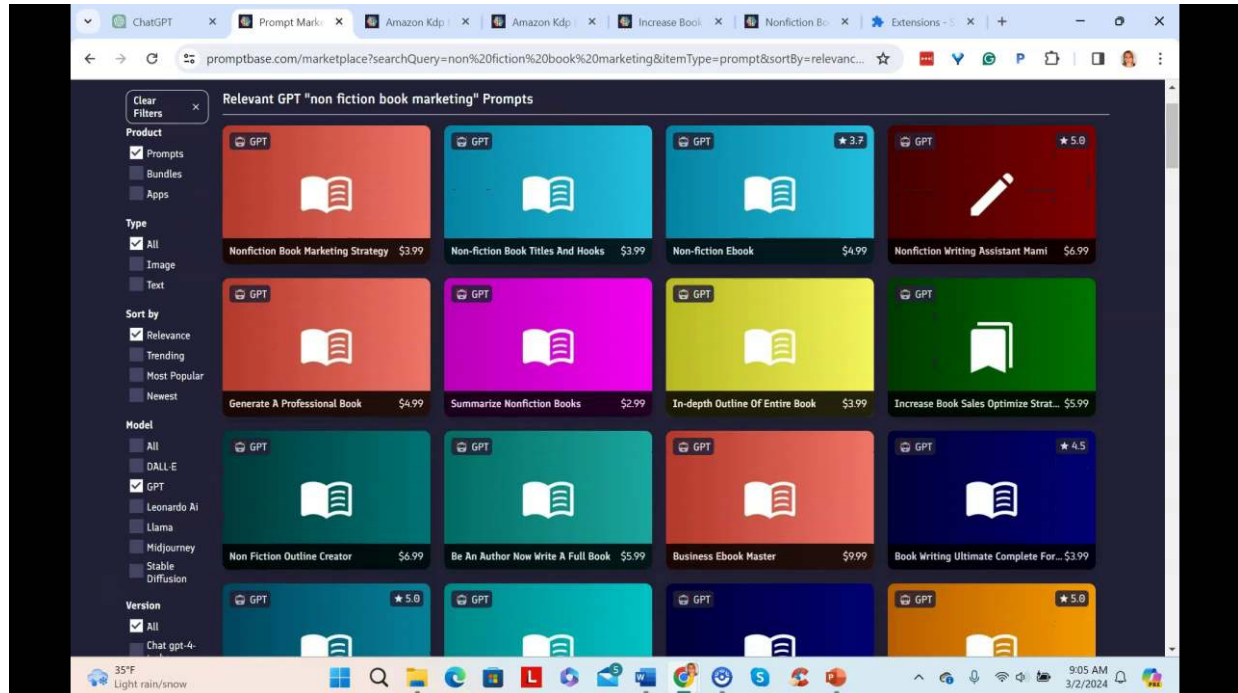 ChatGPT
Prompt Marke
Amazon Kdp
Amazon Kdp
Increase Book
Nonfiction Bo
Extensions - S
promptbase.com/marketplace?searchQuery=non%20fiction%20book%20marketing&itemType=prompt&sortBy=relevanc...
Clear Filters
Relevant GPT "non fiction book marketing" Prompts
Product
Prompts
Bundles
Apps
Type
All
Image
Text
Sort by
Relevance
Trending
Most Popular
Newest
Model
All
DALL-E
GPT
Leonardo Ai
Llama
Midjourney
Stable
Diffusion
Version
All
Chat gpt-4-
GPT
GPT
GPT ★ 3.7
GPT ★ 5.0
Nonfiction Book Marketing Strategy $3.99
Non-fiction Book Titles And Hooks $3.99
Non-fiction Ebook $4.99
Nonfiction Writing Assistant Mami $6.99
GPT
GPT
GPT
GPT
Generate A Professional Book $4.99
Summarize Nonfiction Books $2.99
In-depth Outline Of Entire Book $3.99
Increase Book Sales Optimize Strat... $5.99
GPT
GPT
GPT
GPT ★ 4.5
Non Fiction Outline Creator $6.99
Be An Author Now Write A Full Book $5.99
Business Ebook Master $9.99
Book Writing Ultimate Complete For... $3.99
GPT ★ 5.0
GPT
GPT
GPT ★ 5.0
35°F
Light rain/snow
9:05 AM
3/2/2024